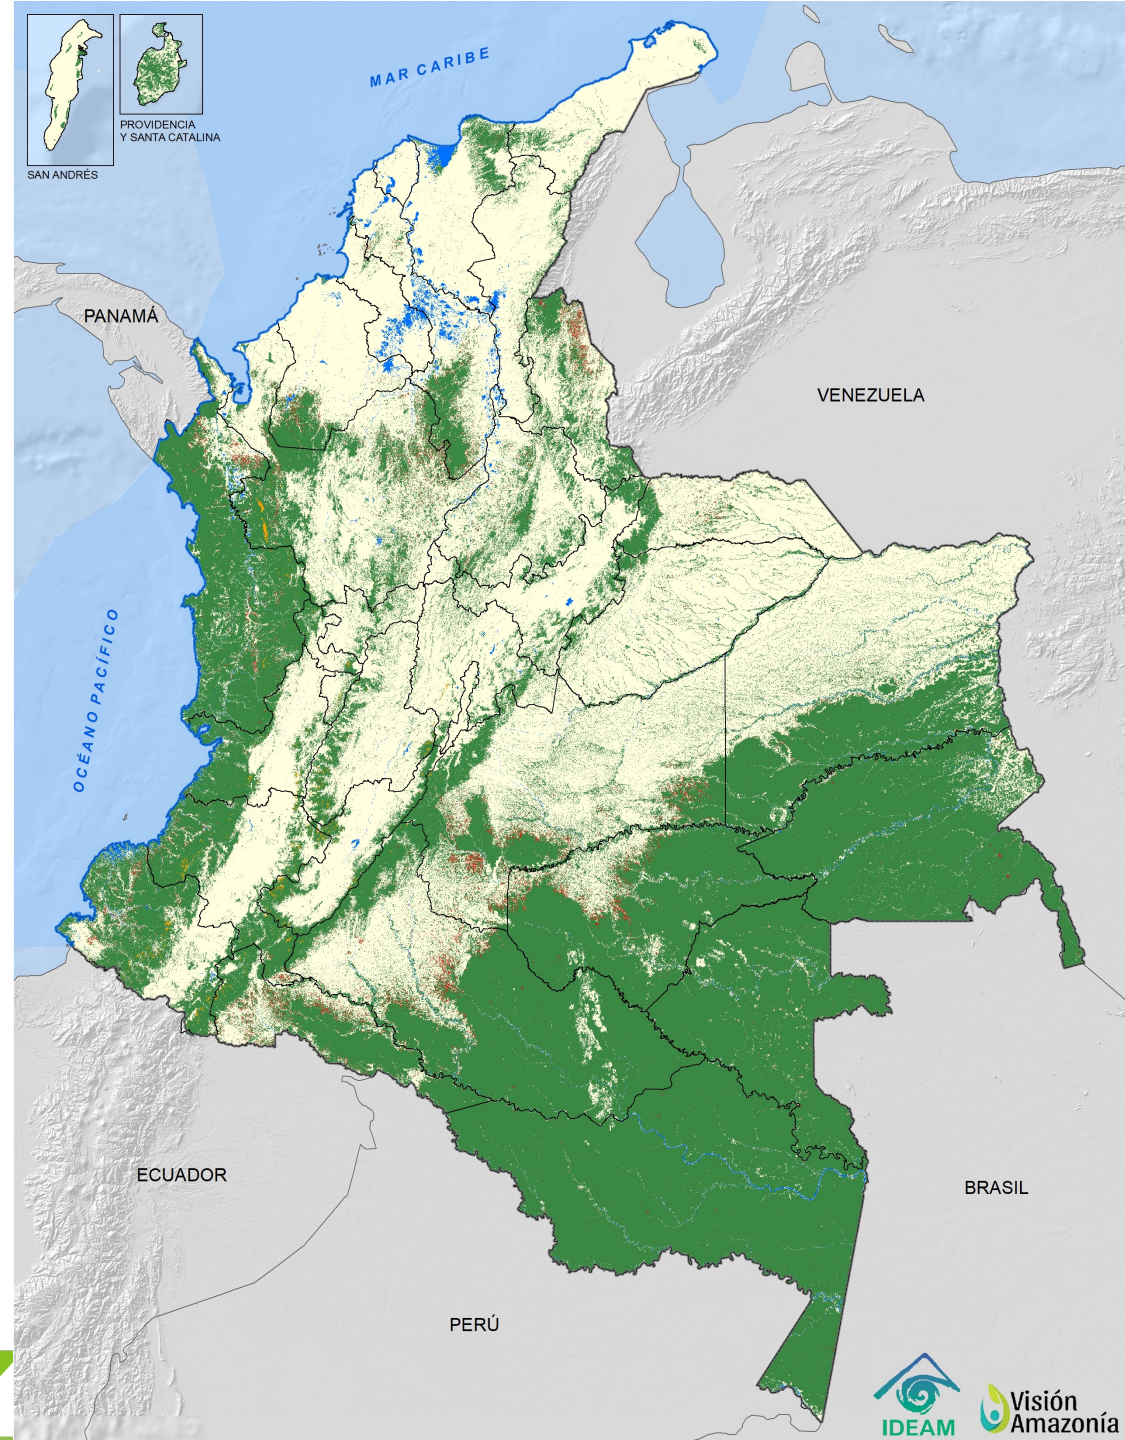 MAR CARIBE
PROVIDENCIA
Y SANTA CATALINA
SAN ANDRÉS
PANAMÁ
VENEZUELA
OCÉANO PACÍFICO
ECUADOR
BRASIL
PERÚ
IDEAM
Visión
Amazonía